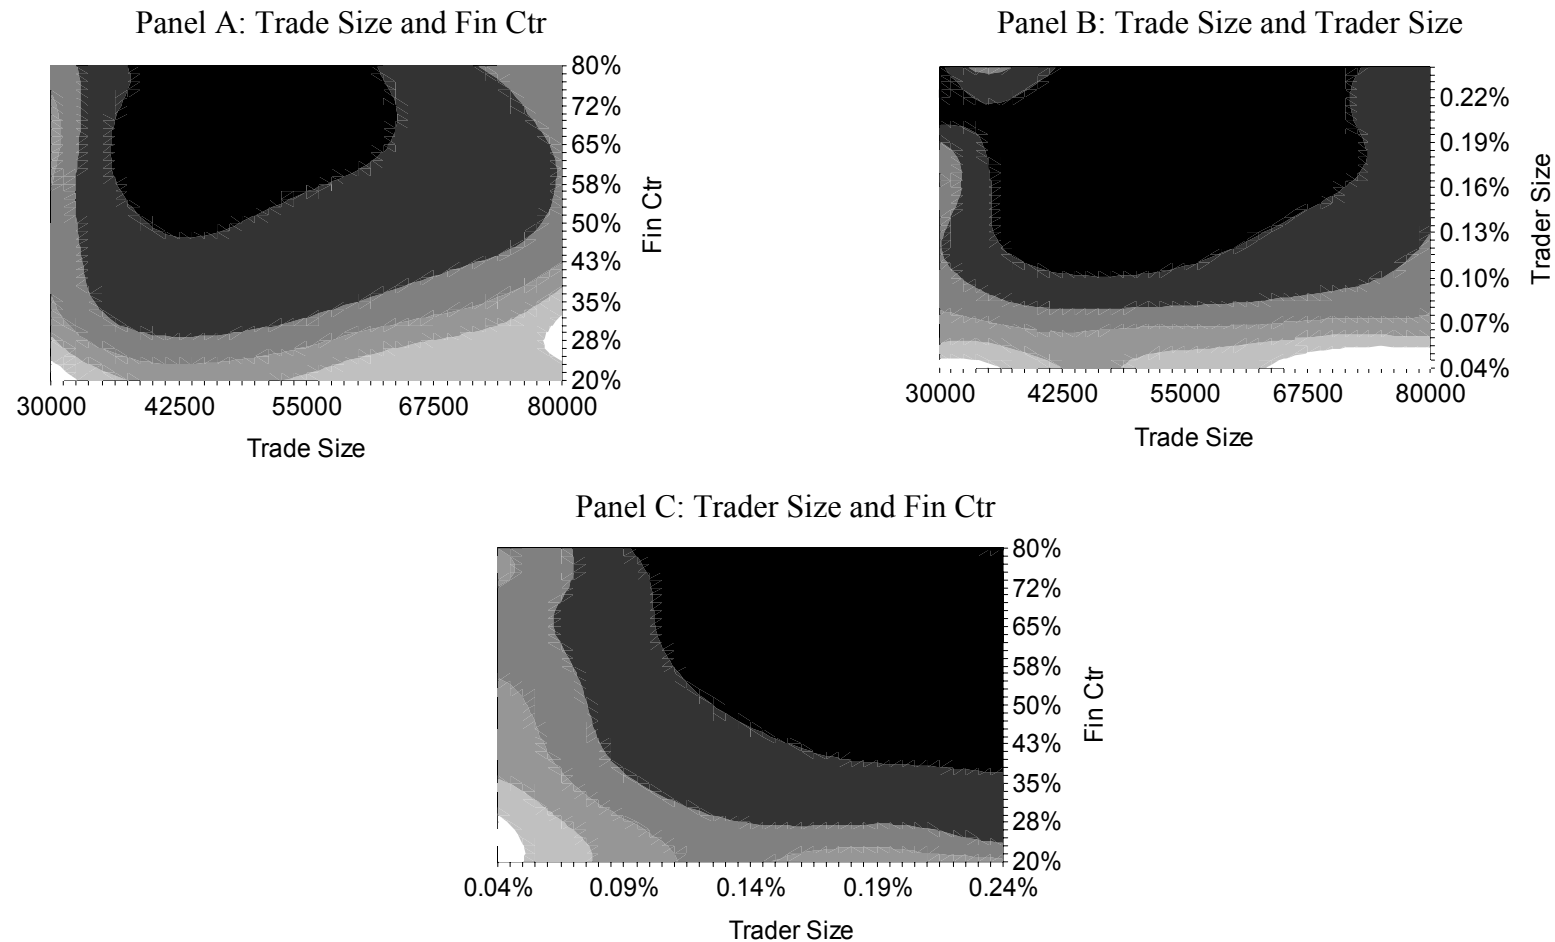 Panel A: Trade Size and Fin Ctr
80%
72%
65%
58%
50%
43%
35%
28%
20%
Fin Ctr
30000 42500 55000 67500 80000
Trade Size
Panel B: Trade Size and Trader Size
0.22%
0.19%
0.16%
0.13%
0.10%
0.07%
0.04%
Trader Size
30000 42500 55000 67500 80000
Trade Size
Panel C: Trader Size and Fin Ctr
80%
72%
65%
58%
50%
43%
35%
28%
20%
Fin Ctr
0.04% 0.09% 0.14% 0.19% 0.24%
Trader Size